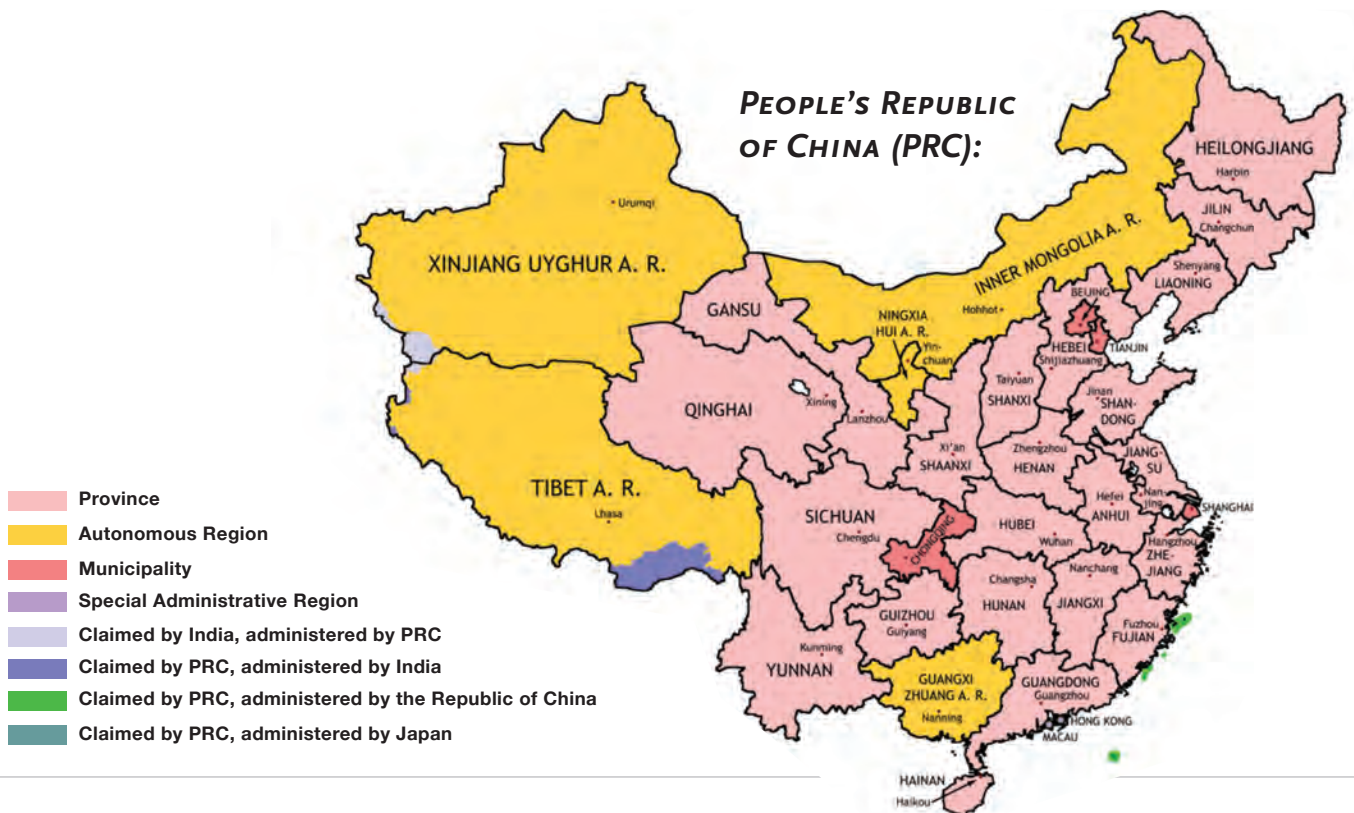 PEOPLE'S REPUBLIC
OF CHINA (PRC):
HEILONGJIANG
Harbin
JILIN
Changchun
Urumqi
XINJIANG UYGHUR A. R.
INNER MONGOLIA A. R.
Shenyang
LIAONING
BEIJING
GANSU
NINGXIA
HUI A. R.
Hohhot
Yin-
chuan
HEBEI
TIANJIN
Shijiazhuang
Taiyuan
SHANXI
Jinan
SHAN-
DONG
QINGHAI
Xining
Lanzhou
Xi'an
SHAANXI
Zhengzhou
HENAN
JIANG-
SU
TIBET A. R.
Lhasa
SICHUAN
Chengdu
CHONGQING
HUBEI
Wuhan
Hefei
ANHUI
Nan-
jing
SHANGHAI
Hangzhou
ZHE-
JIANG
Changsha
HUNAN
Nanchang
JIANGXI
GUIZHOU
Guiyang
Fuzhou
FUJIAN
Kunming
YUNNAN
GUANGXI
ZHUANG A. R.
Nanning
GUANGDONG
Guangzhou
HONG KONG
MACAU
HAINAN
Haikou
Province
Autonomous Region
Municipality
Special Administrative Region
Claimed by India, administered by PRC
Claimed by PRC, administered by India
Claimed by PRC, administered by the Republic of China
Claimed by PRC, administered by Japan